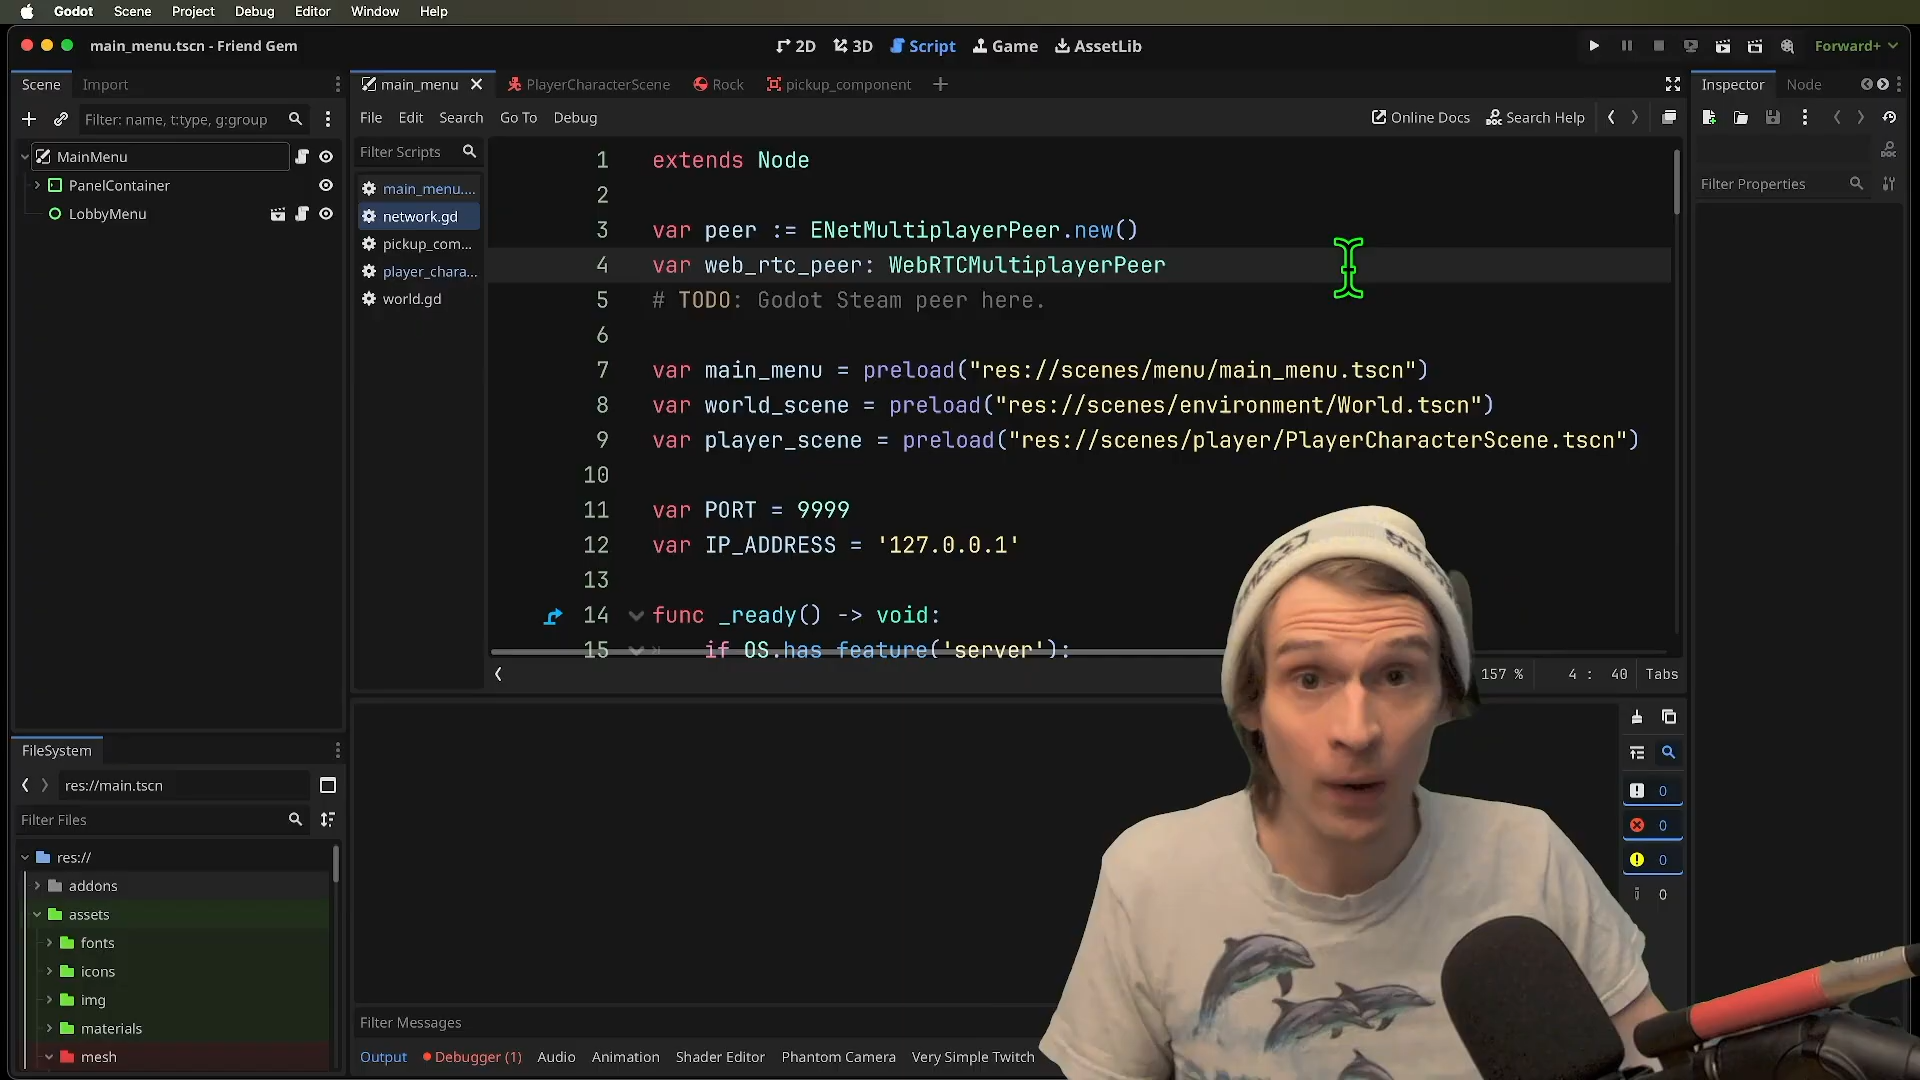 Godot Scene Project Debug Editor Window Help
main_menu.tscn - Friend Gem
2D 3D Script Game AssetLib
Forward+
Scene Import
main_menu PlayerCharacterScene Rock pickup_component
Inspector Node
Filter: name, t:type, g:group
File Edit Search Go To Debug
Online Docs Search Help
MainMenu
PanelContainer
LobbyMenu
Filter Scripts
main_menu....
network.gd
pickup_com...
player_chara...
world.gd
Filter Properties
1 extends Node
2
3 var peer := ENetMultiplayerPeer.new()
4 var web_rtc_peer: WebRTCMultiplayerPeer
5 # TODO: Godot Steam peer here.
6
7 var main_menu = preload("res://scenes/menu/main_menu.tscn")
8 var world_scene = preload("res://scenes/environment/World.tscn")
9 var player_scene = preload("res://scenes/player/PlayerCharacterScene.tscn")
10
11 var PORT = 9999
12 var IP_ADDRESS = '127.0.0.1'
13
14 func _ready() -> void:
15 if OS.has_feature('server'):
157 % 4 : 40 Tabs
FileSystem
res://main.tscn
Filter Files
res://
addons
assets
fonts
icons
img
materials
mesh
0
0
0
0
Filter Messages
Output Debugger (1) Audio Animation Shader Editor Phantom Camera Very Simple Twitch